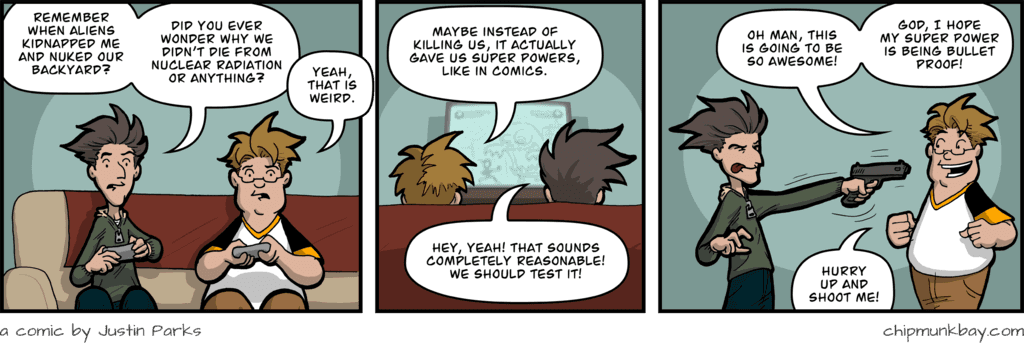 REMEMBER
WHEN ALIENS
KIDNAPPED ME
AND NUKED OUR
BACKYARD?
DID YOU EVER
WONDER WHY WE
DIDN'T DIE FROM
NUCLEAR RADIATION
OR ANYTHING?
YEAH,
THAT IS
WEIRD.
MAYBE INSTEAD OF
KILLING US, IT ACTUALLY
GAVE US SUPER POWERS,
LIKE IN COMICS.
HEY, YEAH! THAT SOUNDS
COMPLETELY REASONABLE!
WE SHOULD TEST IT!
OH MAN, THIS
IS GOING TO BE
SO AWESOME!
GOD, I HOPE
MY SUPER POWER
IS BEING BULLET
PROOF!
HURRY
UP AND
SHOOT ME!
a comic by Justin Parks
chipmunkbay.com